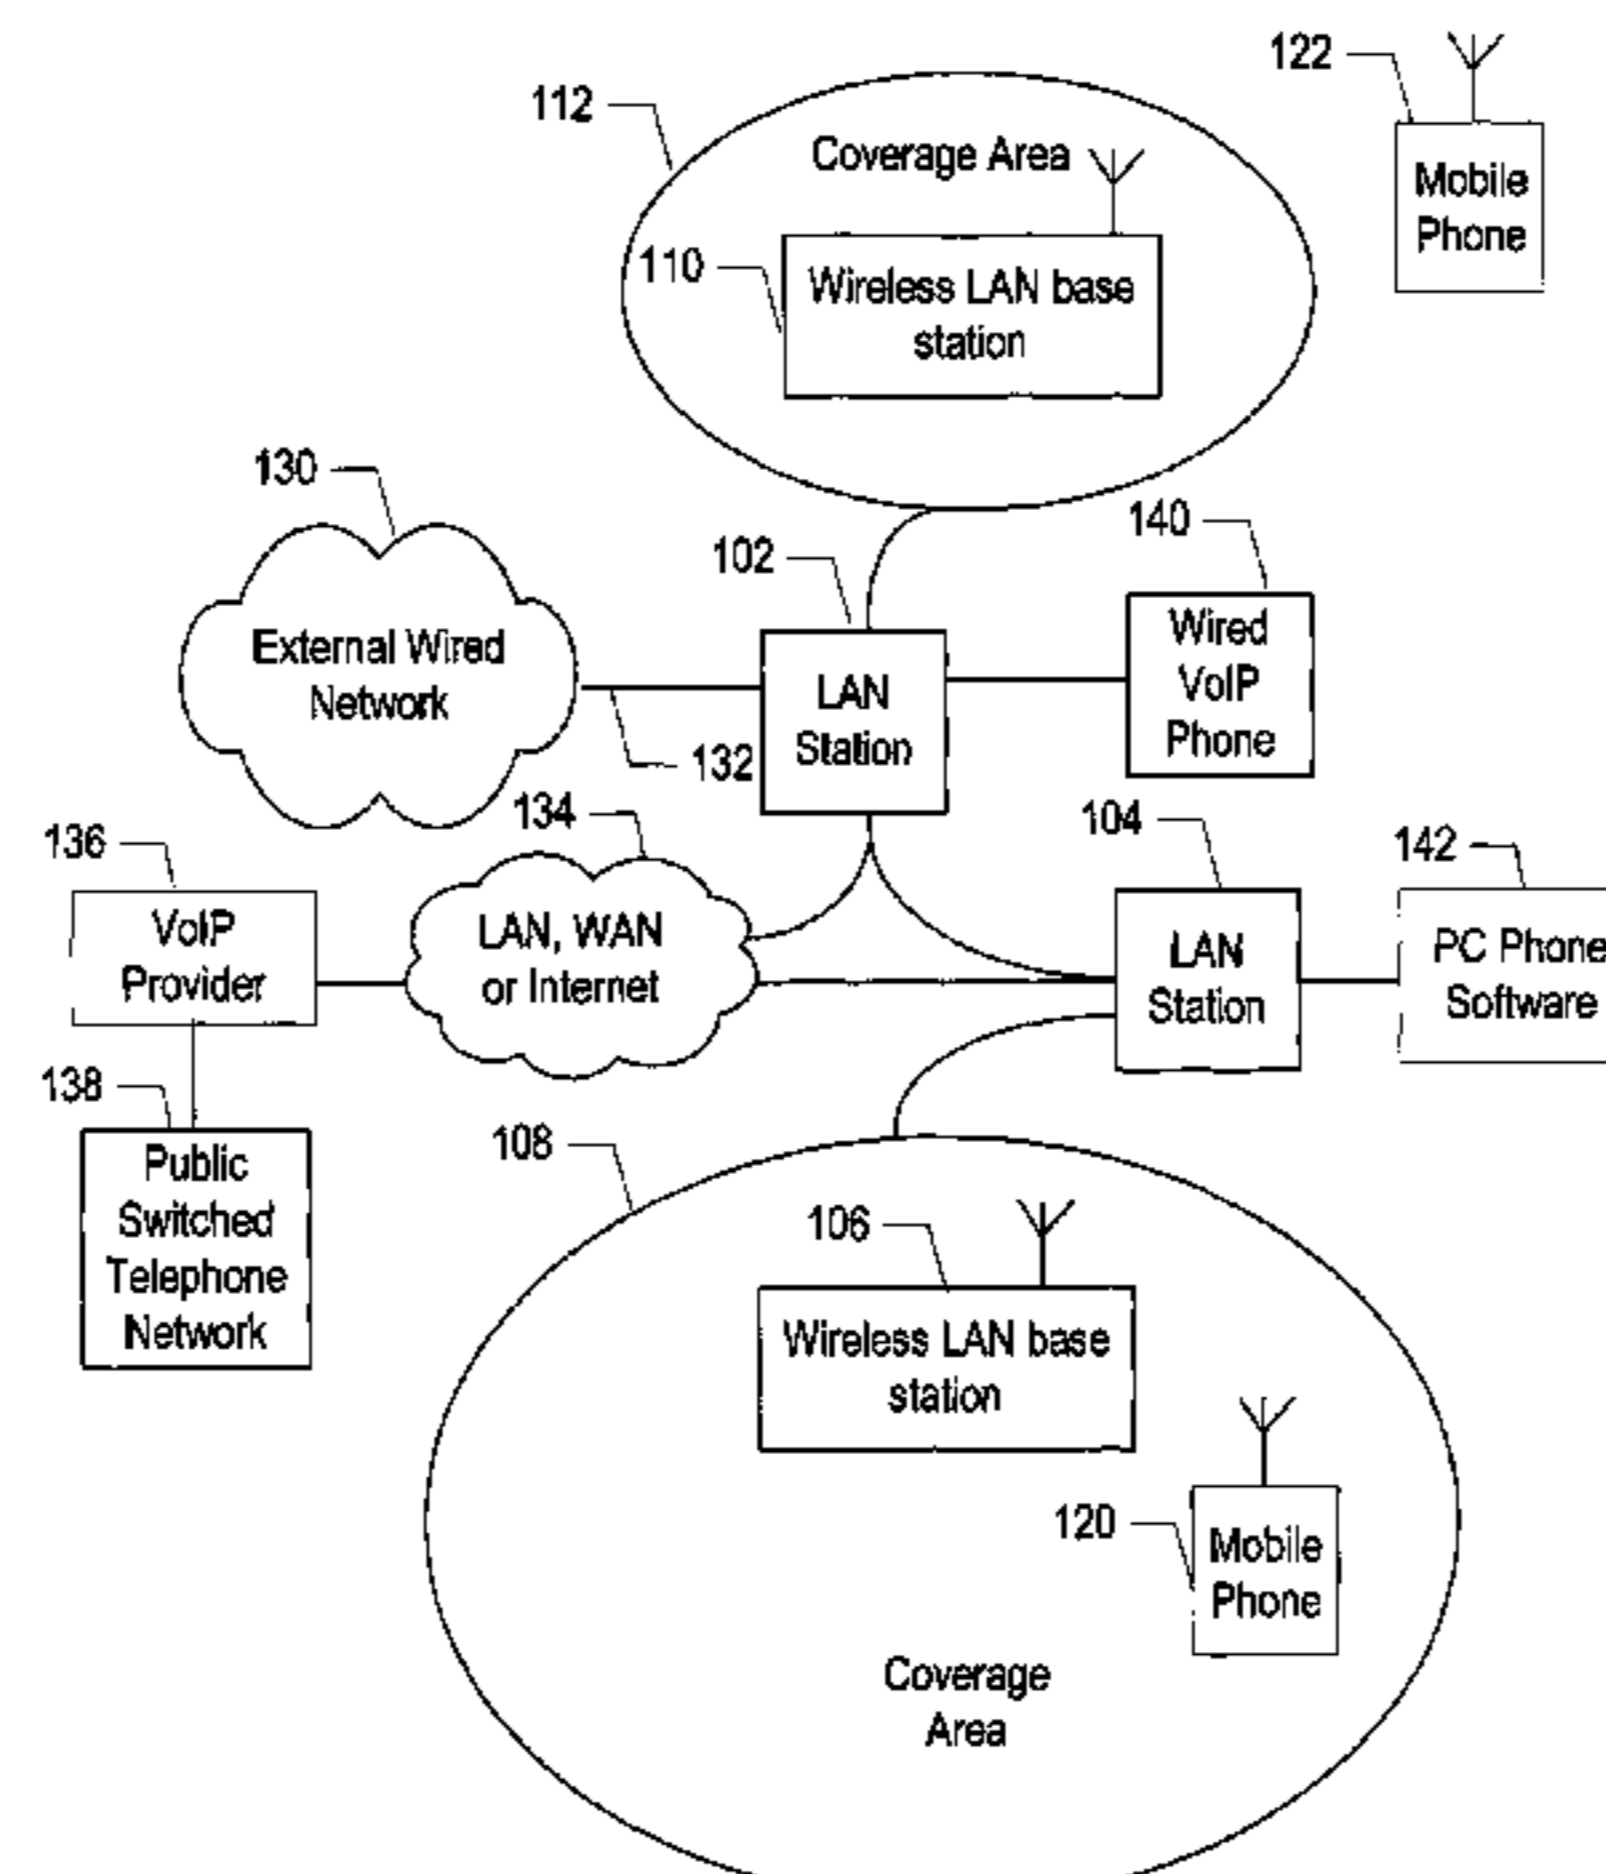 122
112
Coverage Area
Mobile
Phone
110
Wireless LAN base
station
130
140
102
External Wired
Network
LAN
Station
Wired
VoIP
Phone
132
134
104
136
142
VoIP
Provider
LAN, WAN
or Internet
LAN
Station
PC Phone
Software
138
108
Public
Switched
Telephone
Network
106
Wireless LAN base
station
120
Mobile
Phone
Coverage
Area